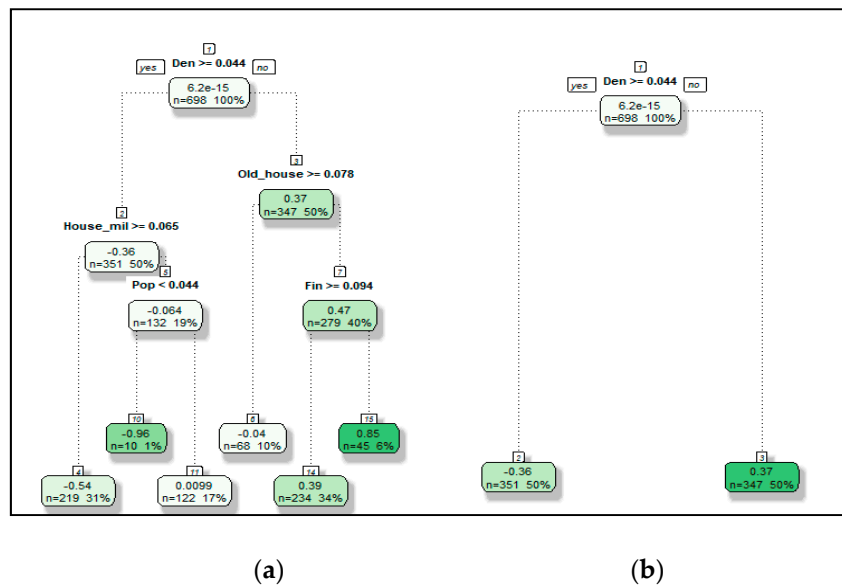 1
Den >= 0.044
yes no
6.2e-15
n=698 100%
3
Old_house >= 0.078
0.37
n=347 50%
2
House_mil >= 0.065
-0.36
n=351 50%
5
Pop < 0.044
-0.064
n=132 19%
7
Fin >= 0.094
0.47
n=279 40%
10
-0.96
n=10 1%
6
-0.04
n=68 10%
15
0.85
n=45 6%
4
-0.54
n=219 31%
11
0.0099
n=122 17%
14
0.39
n=234 34%
(a)
1
Den >= 0.044
yes no
6.2e-15
n=698 100%
2
-0.36
n=351 50%
3
0.37
n=347 50%
(b)